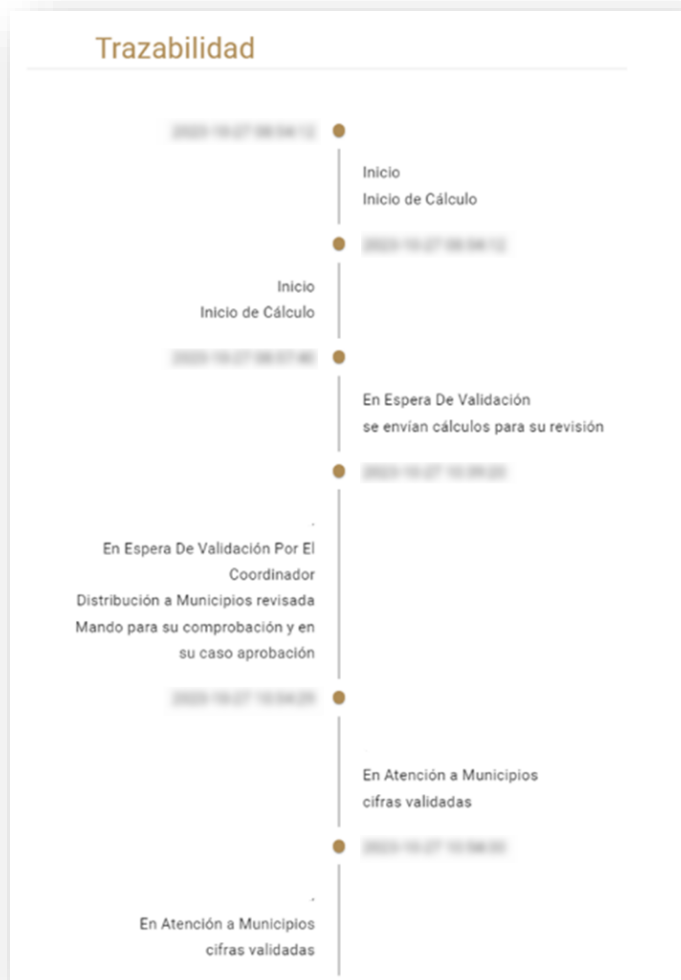 Trazabilidad
Inicio
Inicio de Cálculo
Inicio
Inicio de Cálculo
En Espera De Validación
se envían cálculos para su revisión
En Espera De Validación Por El
Coordinador
Distribución a Municipios revisada
Mando para su comprobación y en
su caso aprobación
En Atención a Municipios
cifras validadas
En Atención a Municipios
cifras validadas